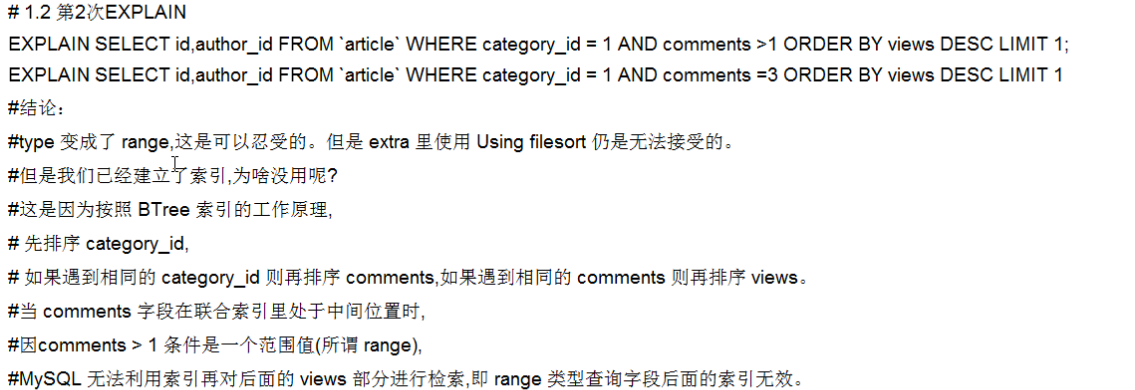 # 1.2 第2次EXPLAIN
EXPLAIN SELECT id,author_id FROM `article` WHERE category_id = 1 AND comments >1 ORDER BY views DESC LIMIT 1;
EXPLAIN SELECT id,author_id FROM `article` WHERE category_id = 1 AND comments =3 ORDER BY views DESC LIMIT 1
#结论：
#type 变成了 range,这是可以忍受的。但是 extra 里使用 Using filesort 仍是无法接受的。
#但是我们已经建立了索引,为啥没用呢?
#这是因为按照 BTree 索引的工作原理,
# 先排序 category_id,
# 如果遇到相同的 category_id 则再排序 comments,如果遇到相同的 comments 则再排序 views。
#当 comments 字段在联合索引里处于中间位置时,
#因comments > 1 条件是一个范围值(所谓 range),
#MySQL 无法利用索引再对后面的 views 部分进行检索,即 range 类型查询字段后面的索引无效。